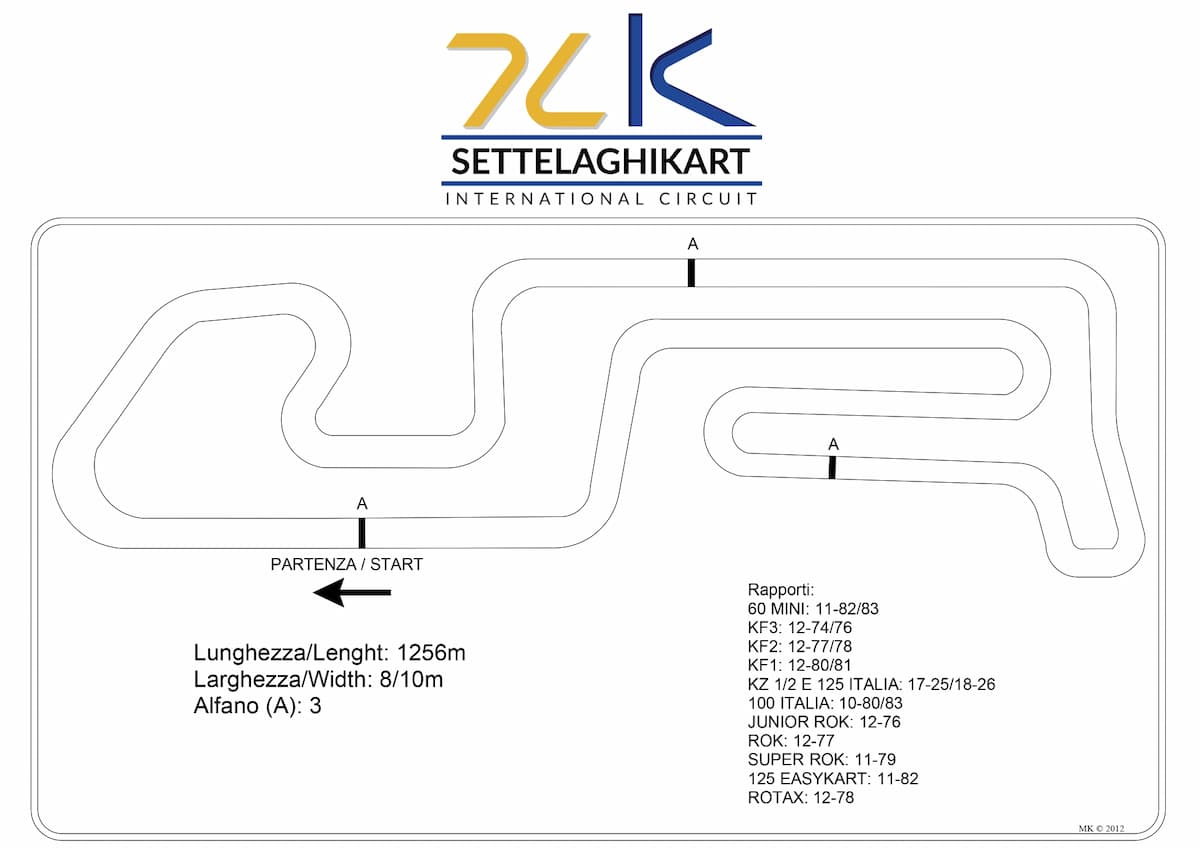 7LK
SETTELAGHIKART
INTERNATIONAL CIRCUIT
A
A
A
PARTENZA / START
Lunghezza/Lenght: 1256m
Larghezza/Width: 8/10m
Alfano (A): 3
Rapporti:
60 MINI: 11-82/83
KF3: 12-74/76
KF2: 12-77/78
KF1: 12-80/81
KZ 1/2 E 125 ITALIA: 17-25/18-26
100 ITALIA: 10-80/83
JUNIOR ROK: 12-76
ROK: 12-77
SUPER ROK: 11-79
125 EASYKART: 11-82
ROTAX: 12-78
MK © 2012